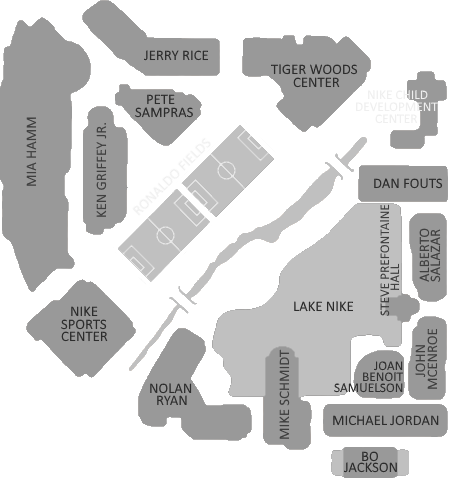 JERRY RICE
TIGER WOODS
CENTER
NIKE CHILD
DEVELOPMENT
CENTER
PETE
SAMPRAS
MIA HAMM
KEN GRIFFEY JR.
RONALDO FIELDS
DAN FOUTS
STEVE PREFONTAINE
HALL
ALBERTO
SALAZAR
LAKE NIKE
NIKE
SPORTS
CENTER
JOHN
MCENROE
JOAN
BENOIT
SAMUELSON
NOLAN
RYAN
MIKE SCHMIDT
MICHAEL JORDAN
BO
JACKSON